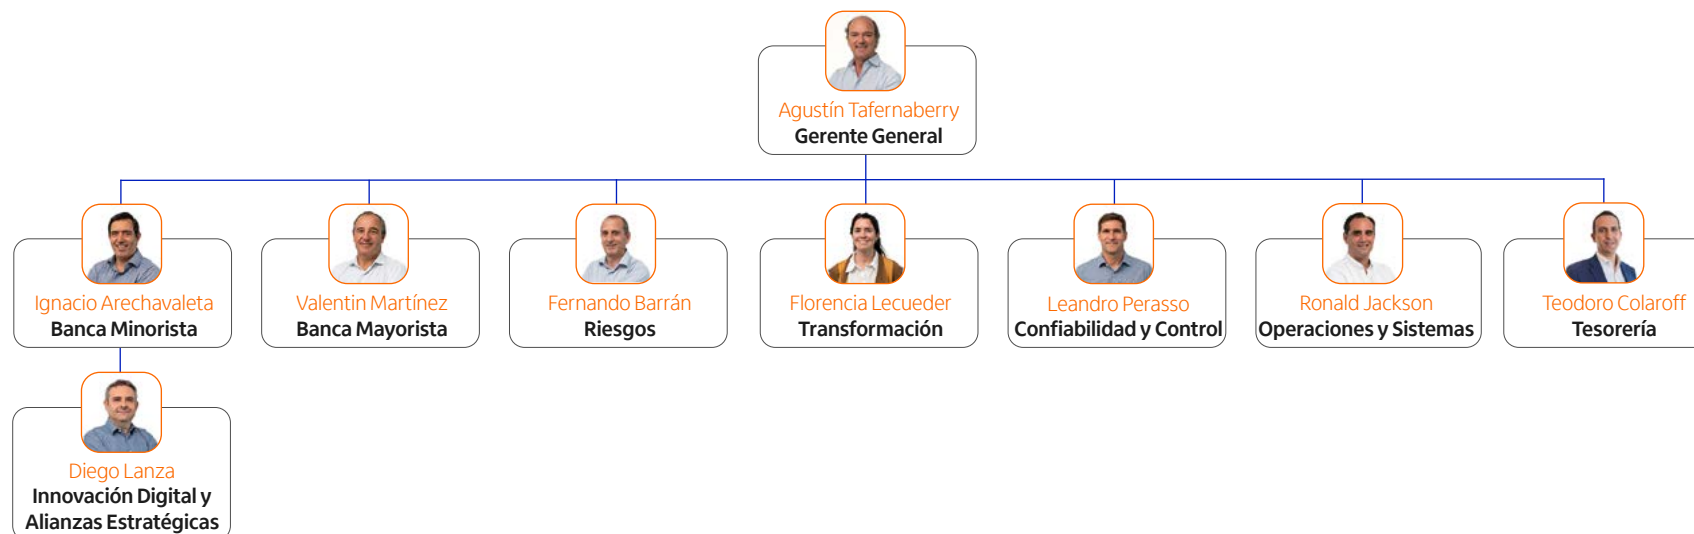 Agustín Tafernaberry
Gerente General
Ignacio Arechavaleta
Banca Minorista
Valentin Martínez
Banca Mayorista
Fernando Barrán
Riesgos
Florencia Lecueder
Transformación
Leandro Perasso
Confiabilidad y Control
Ronald Jackson
Operaciones y Sistemas
Teodoro Colaroff
Tesorería
Diego Lanza
Innovación Digital y
Alianzas Estratégicas